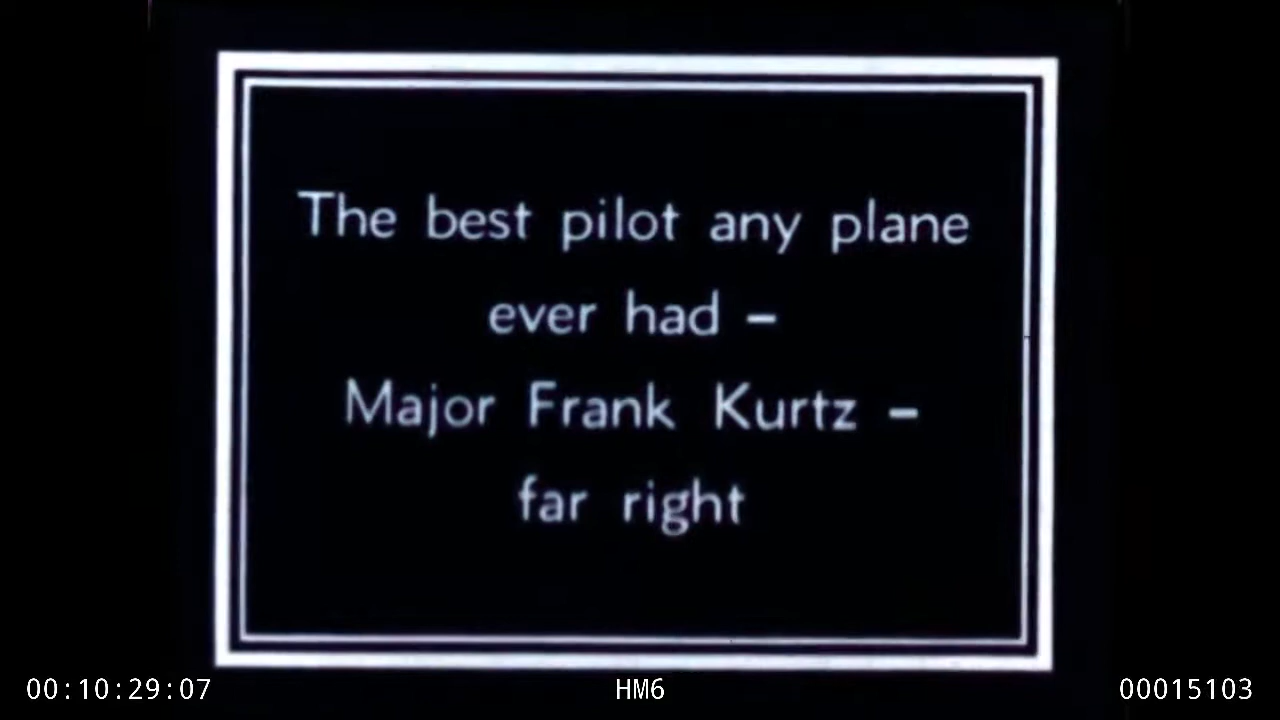 The best pilot any plane
ever had –
Major Frank Kurtz –
far right
00:10:29:07
HM6
00015103